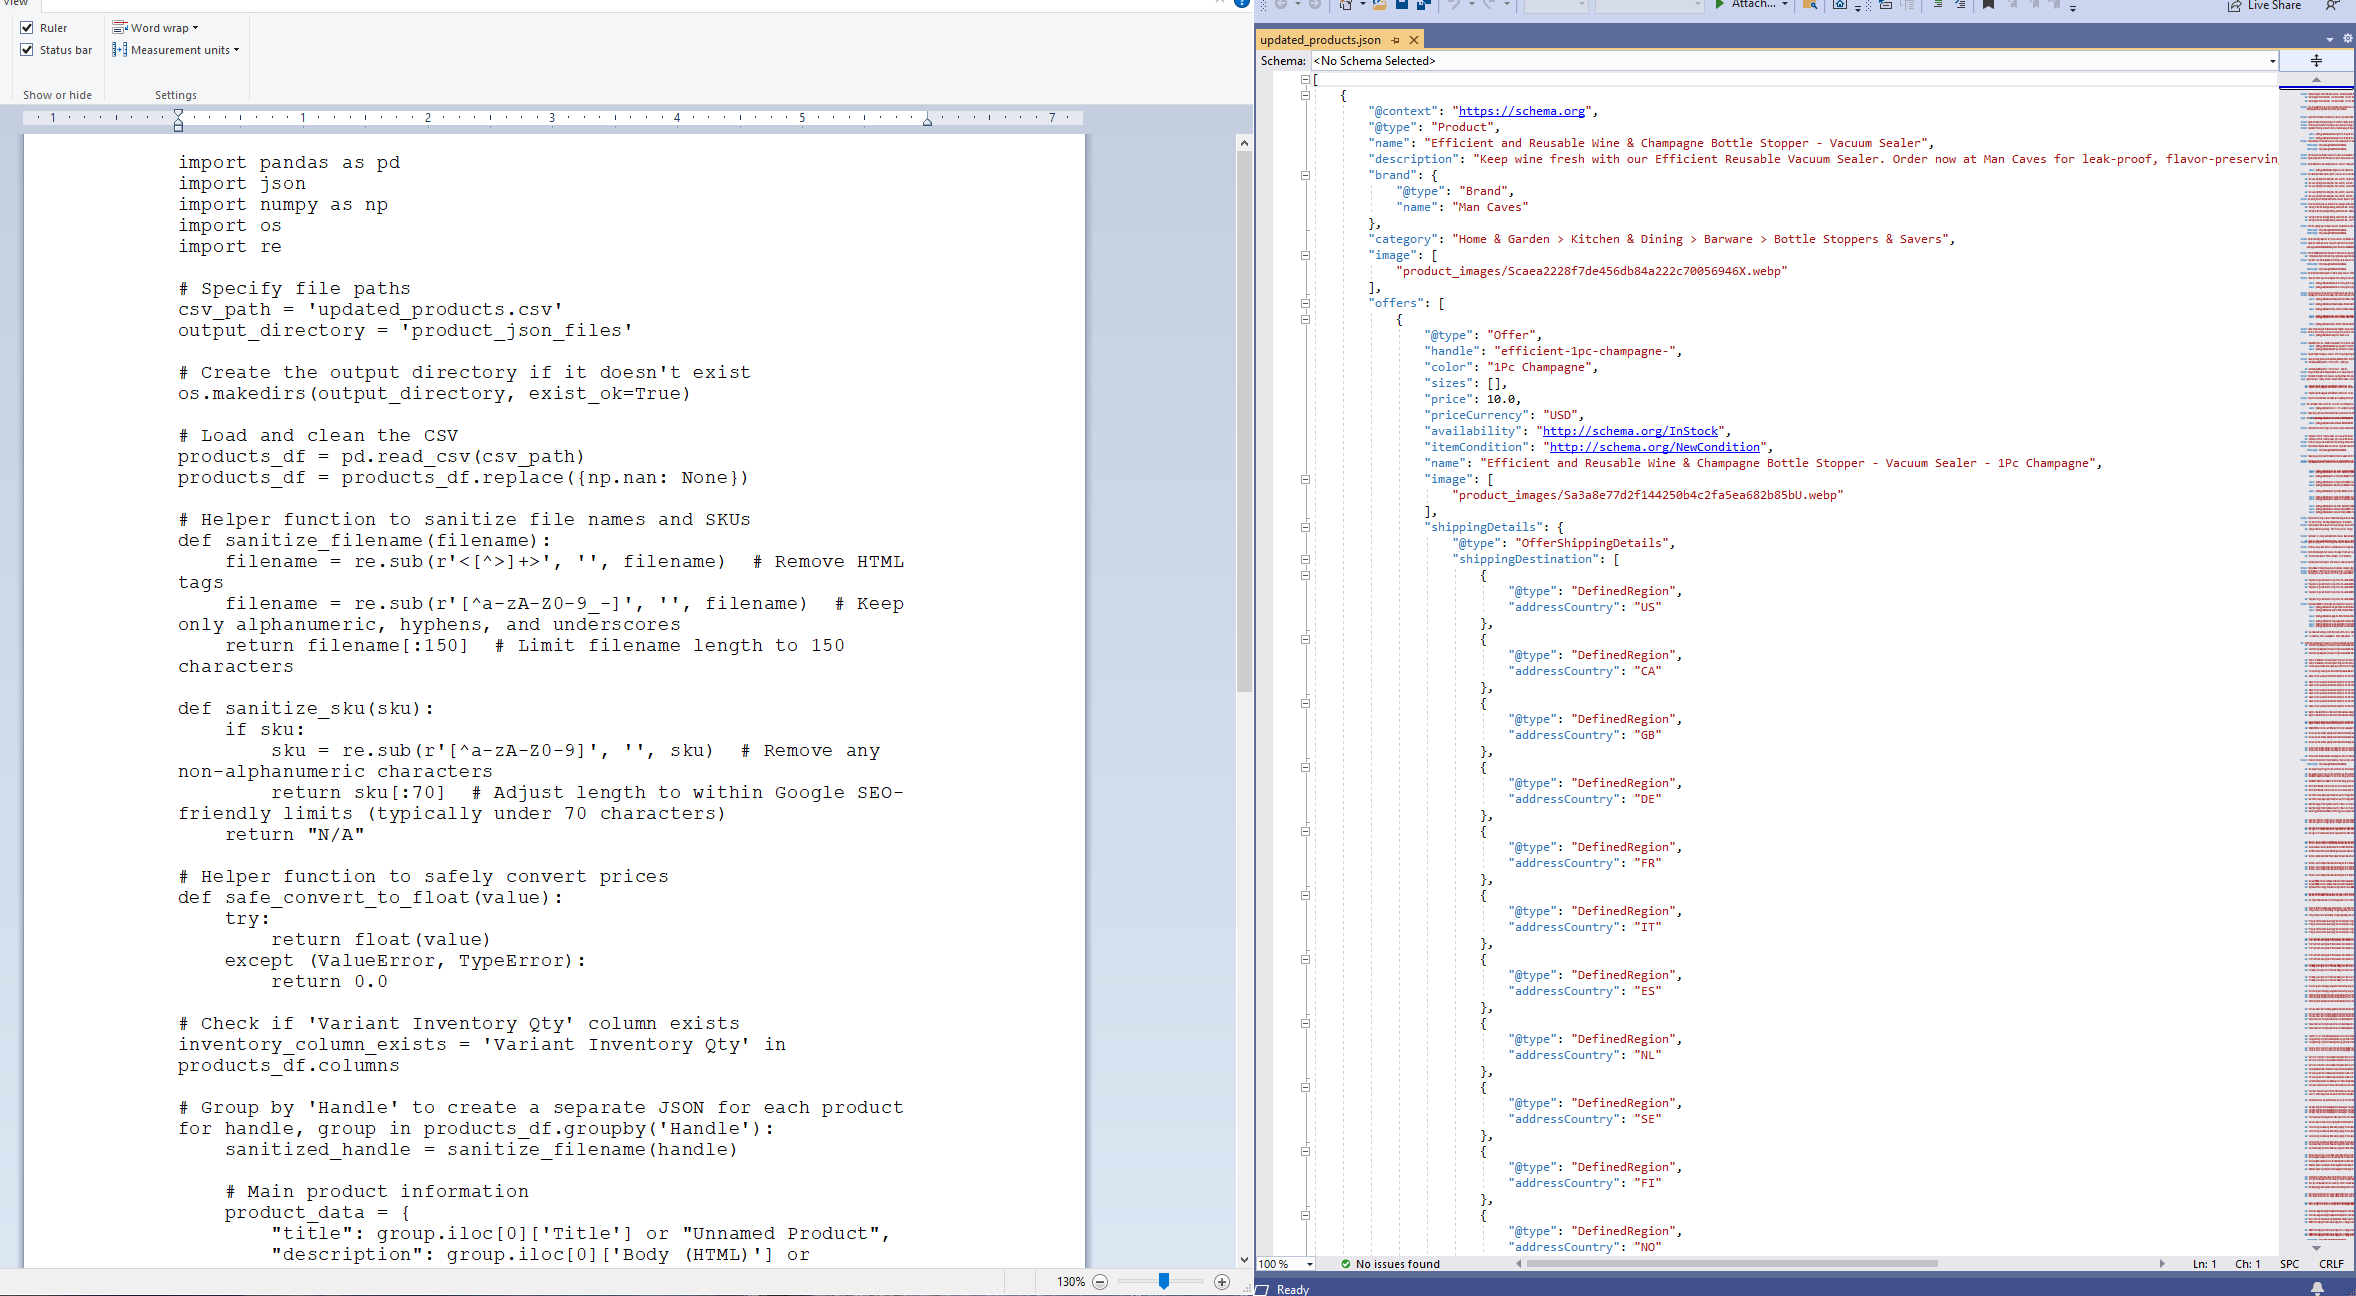 View
Ruler
Status bar
Show or hide
Word wrap
Measurement units
Settings
1 1 2 3 4 5 7
import pandas as pd
import json
import numpy as np
import os
import re
# Specify file paths
csv_path = 'updated_products.csv'
output_directory = 'product_json_files'
# Create the output directory if it doesn't exist
os.makedirs(output_directory, exist_ok=True)
# Load and clean the CSV
products_df = pd.read_csv(csv_path)
products_df = products_df.replace({np.nan: None})
# Helper function to sanitize file names and SKUs
def sanitize_filename(filename):
    filename = re.sub(r'<[^>]+>', '', filename)  # Remove HTML
tags
    filename = re.sub(r'[^a-zA-Z0-9_-]', '', filename)  # Keep
only alphanumeric, hyphens, and underscores
    return filename[:150]  # Limit filename length to 150
characters
def sanitize_sku(sku):
    if sku:
        sku = re.sub(r'[^a-zA-Z0-9]', '', sku)  # Remove any
non-alphanumeric characters
        return sku[:70]  # Adjust length to within Google SEO-
friendly limits (typically under 70 characters)
    return "N/A"
# Helper function to safely convert prices
def safe_convert_to_float(value):
    try:
        return float(value)
    except (ValueError, TypeError):
        return 0.0
# Check if 'Variant Inventory Qty' column exists
inventory_column_exists = 'Variant Inventory Qty' in
products_df.columns
# Group by 'Handle' to create a separate JSON for each product
for handle, group in products_df.groupby('Handle'):
    sanitized_handle = sanitize_filename(handle)
    # Main product information
    product_data = {
        "title": group.iloc[0]['Title'] or "Unnamed Product",
        "description": group.iloc[0]['Body (HTML)'] or
130%
Attach...
Live Share
updated_products.json
Schema: <No Schema Selected>
[
{
"@context": "https://schema.org",
"@type": "Product",
"name": "Efficient and Reusable Wine & Champagne Bottle Stopper - Vacuum Sealer",
"description": "Keep wine fresh with our Efficient Reusable Vacuum Sealer. Order now at Man Caves for leak-proof, flavor-preservin
"brand": {
"@type": "Brand",
"name": "Man Caves"
},
"category": "Home & Garden > Kitchen & Dining > Barware > Bottle Stoppers & Savers",
"image": [
"product_images/Scaea2228f7de456db84a222c70056946X.webp"
],
"offers": [
{
"@type": "Offer",
"handle": "efficient-1pc-champagne-",
"color": "1Pc Champagne",
"sizes": [],
"price": 10.0,
"priceCurrency": "USD",
"availability": "http://schema.org/InStock",
"itemCondition": "http://schema.org/NewCondition",
"name": "Efficient and Reusable Wine & Champagne Bottle Stopper - Vacuum Sealer - 1Pc Champagne",
"image": [
"product_images/Sa3a8e77d2f144250b4c2fa5ea682b85bU.webp"
],
"shippingDetails": {
"@type": "OfferShippingDetails",
"shippingDestination": [
{
"@type": "DefinedRegion",
"addressCountry": "US"
},
{
"@type": "DefinedRegion",
"addressCountry": "CA"
},
{
"@type": "DefinedRegion",
"addressCountry": "GB"
},
{
"@type": "DefinedRegion",
"addressCountry": "DE"
},
{
"@type": "DefinedRegion",
"addressCountry": "FR"
},
{
"@type": "DefinedRegion",
"addressCountry": "IT"
},
{
"@type": "DefinedRegion",
"addressCountry": "ES"
},
{
"@type": "DefinedRegion",
"addressCountry": "NL"
},
{
"@type": "DefinedRegion",
"addressCountry": "SE"
},
{
"@type": "DefinedRegion",
"addressCountry": "FI"
},
{
"@type": "DefinedRegion",
"addressCountry": "NO"
100 %
No issues found
Ln: 1 Ch: 1 SPC CRLF
Ready